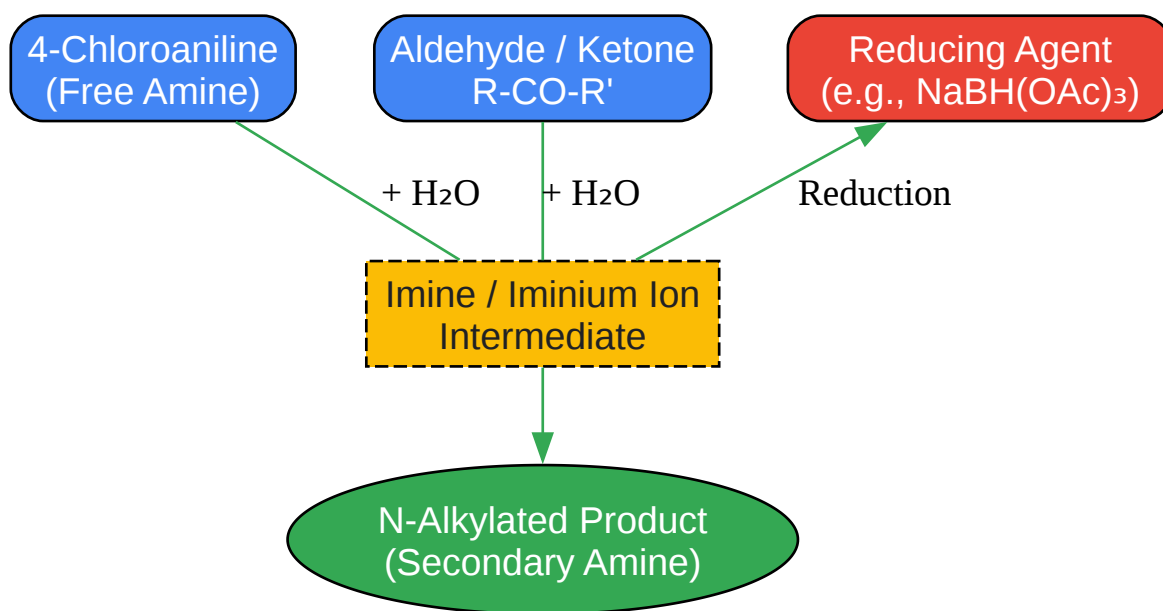 4-Chloroaniline
(Free Amine)
Aldehyde / Ketone
R-CO-R'
Reducing Agent
(e.g., NaBH(OAc)₃)
+ H₂O
+ H₂O
Reduction
Imine / Iminium Ion
Intermediate
N-Alkylated Product
(Secondary Amine)